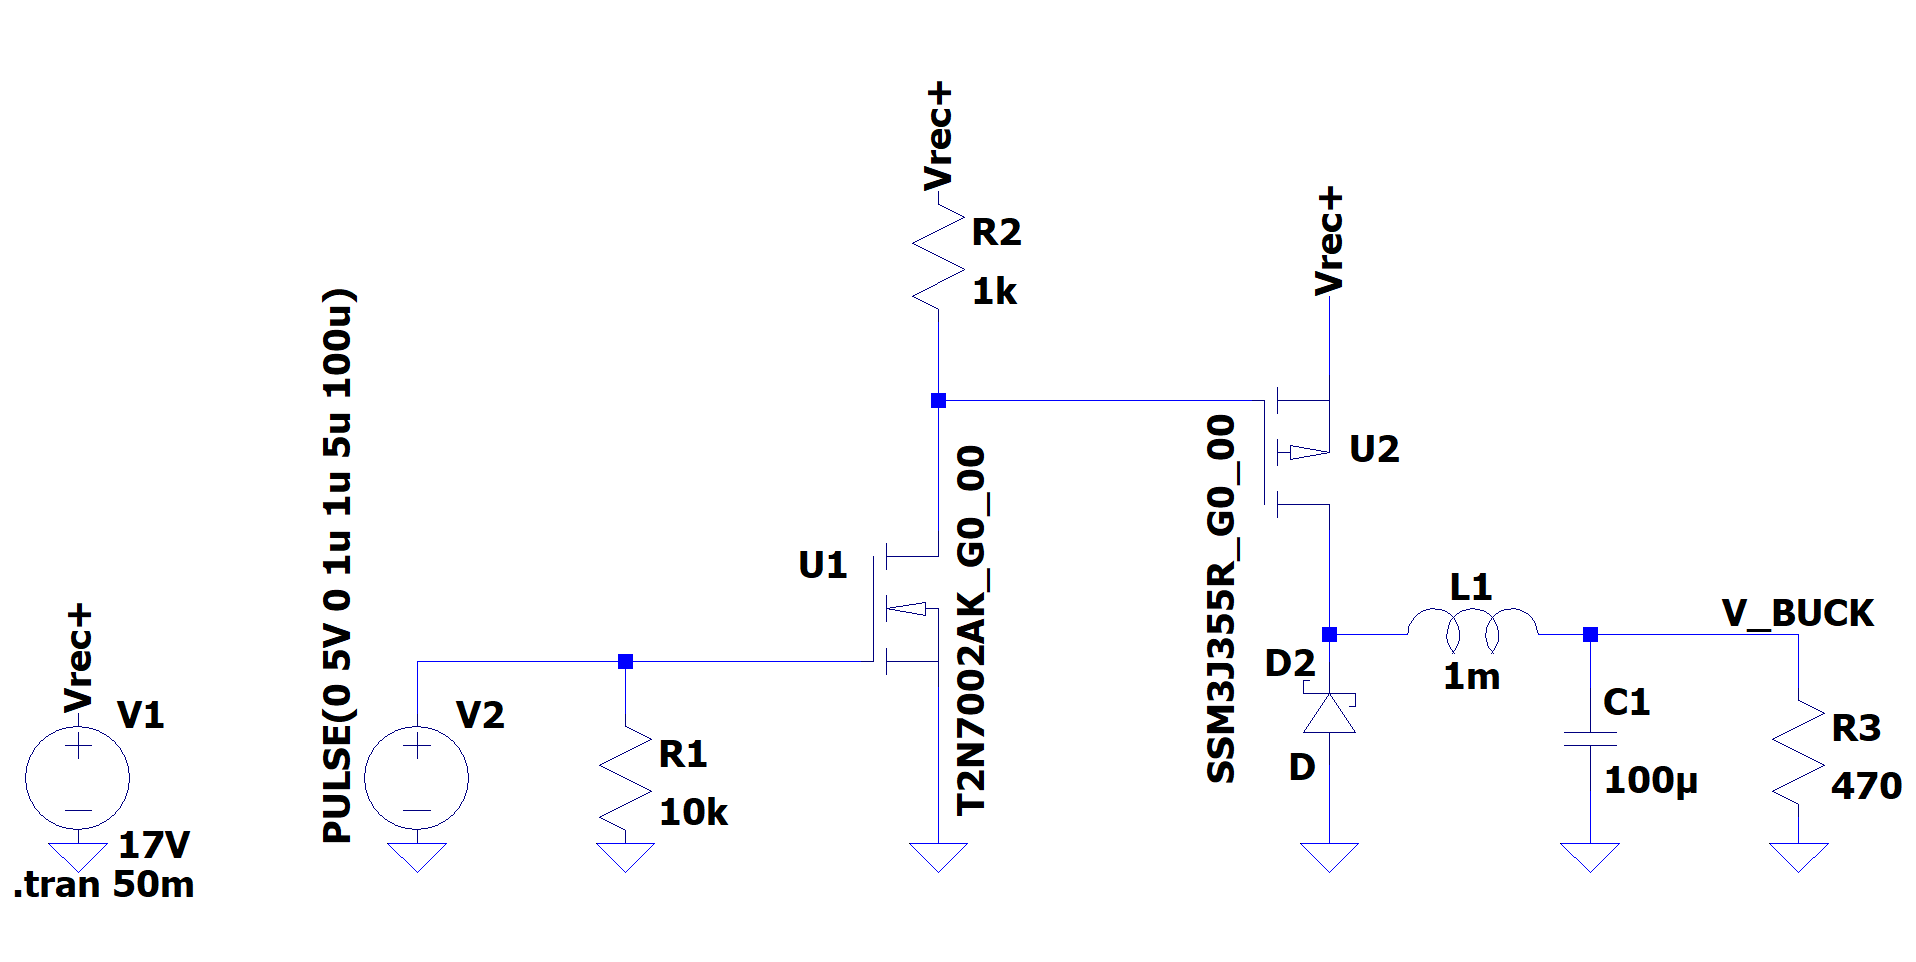 Vrec+
R2
1k
Vrec+
PULSE(0 5V 0 1u 1u 5u 100u)
U1
T2N7002AK_G0_00
SSM3J355R_G0_00
U2
Vrec+
V1
17V
.tran 50m
V2
R1
10k
D2
D
L1
1m
V_BUCK
C1
100µ
R3
470